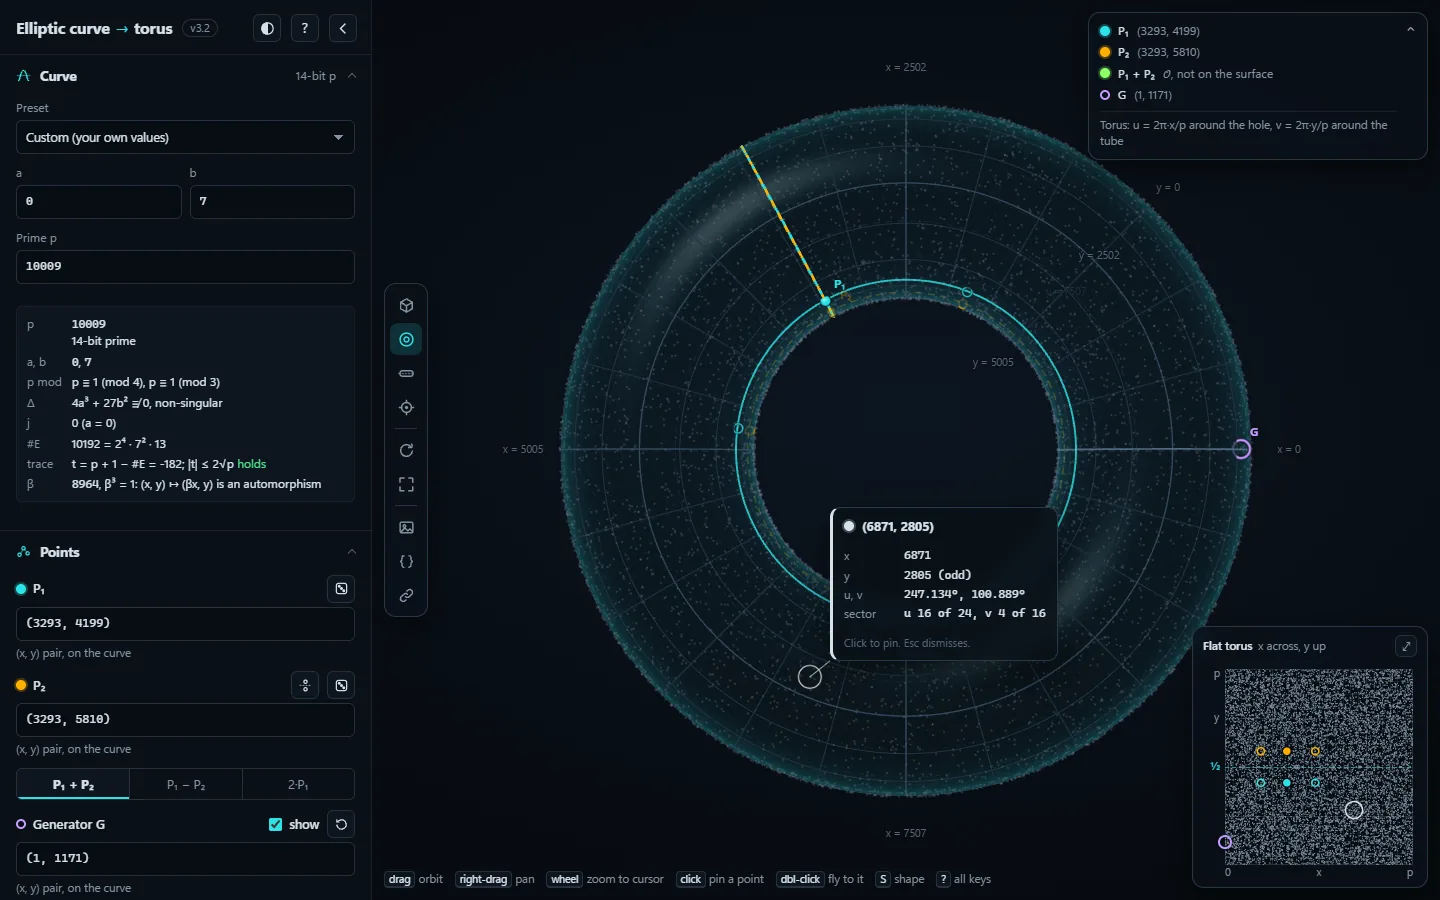 Elliptic curve → torus v3.2
?
Curve 14-bit p
Preset
Custom (your own values)
a b
0 7
Prime p
10009
p 10009
14-bit prime
a, b 0, 7
p mod p ≡ 1 (mod 4), p ≡ 1 (mod 3)
Δ 4a³ + 27b² ≢ 0, non-singular
j 0 (a = 0)
#E 10192 = 2⁴ · 7² · 13
trace t = p + 1 − #E = -182; |t| ≤ 2√p holds
β 8964, β³ = 1: (x, y) ↦ (βx, y) is an automorphism
Points
P₁
(3293, 4199)
(x, y) pair, on the curve
P₂
(3293, 5810)
(x, y) pair, on the curve
P₁ + P₂ P₁ − P₂ 2·P₁
Generator G show
(1, 1171)
(x, y) pair, on the curve
x = 2502
y = 0
y = 2502
P₁
P₂
y = 5005
x = 5005
G
x = 0
x = 7507
(6871, 2805)
x 6871
y 2805 (odd)
u, v 247.134°, 100.889°
sector u 16 of 24, v 4 of 16
Click to pin. Esc dismisses.
P₁ (3293, 4199)
P₂ (3293, 5810)
P₁ + P₂ O, not on the surface
G (1, 1171)
Torus: u = 2π·x/p around the hole, v = 2π·y/p around the
tube
Flat torus x across, y up
p
y
½
0 x p
drag orbit right-drag pan wheel zoom to cursor click pin a point dbl-click fly to it S shape ? all keys